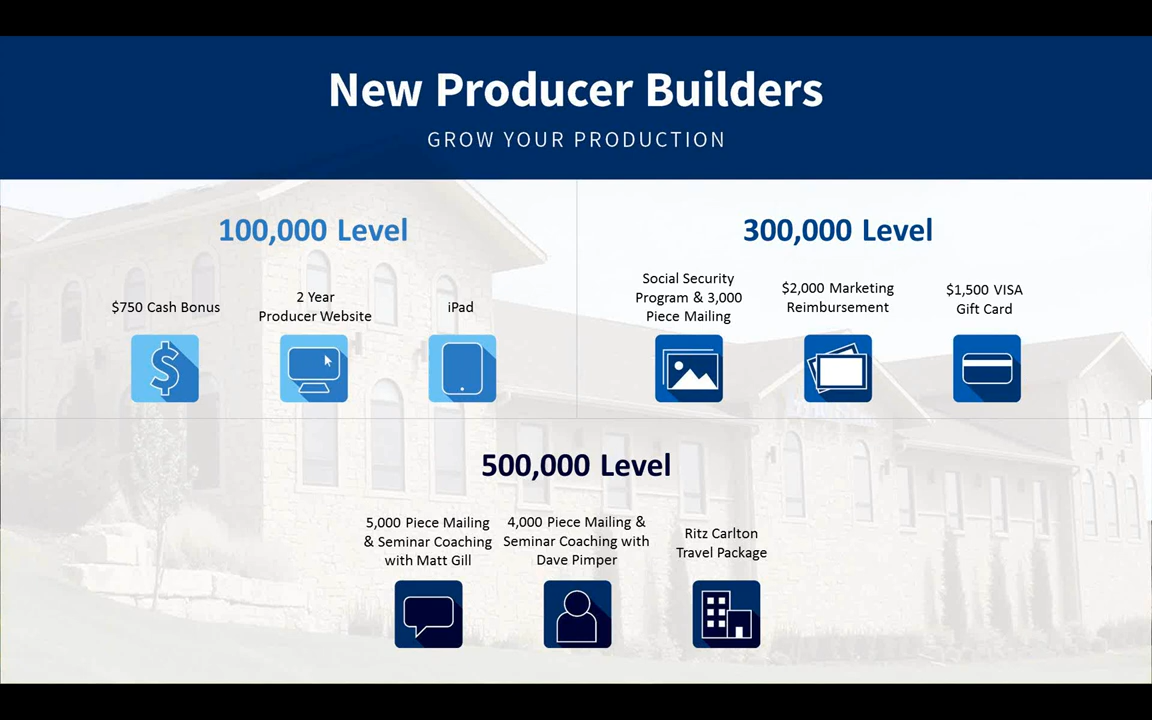 New Producer Builders
GROW YOUR PRODUCTION
100,000 Level
$750 Cash Bonus
2 Year
Producer Website
iPad
300,000 Level
Social Security
Program & 3,000
Piece Mailing
$2,000 Marketing
Reimbursement
$1,500 VISA
Gift Card
500,000 Level
5,000 Piece Mailing
& Seminar Coaching
with Matt Gill
4,000 Piece Mailing &
Seminar Coaching with
Dave Pimper
Ritz Carlton
Travel Package